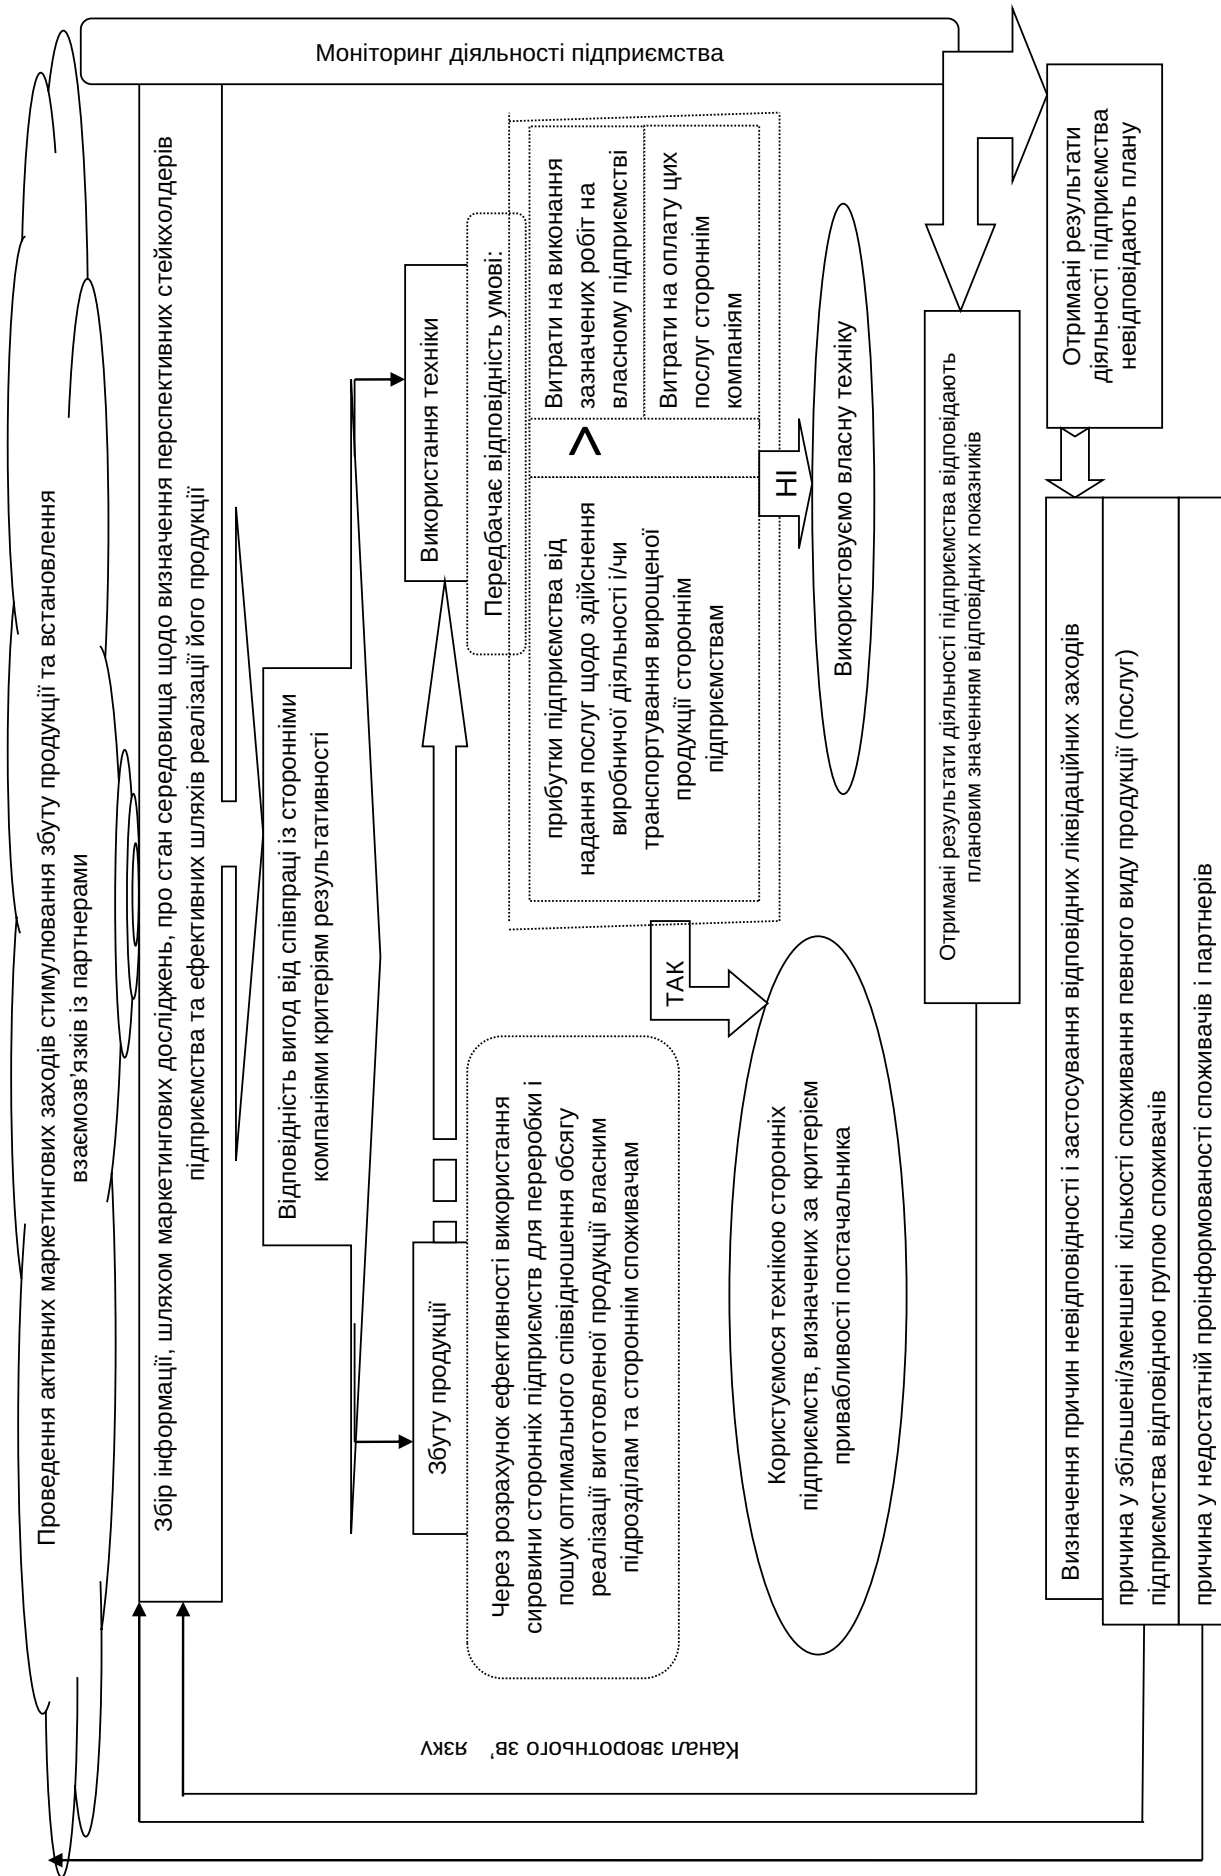 Проведення активних маркетингових заходів стимулювання збуту продукції та встановлення
взаємозв'язків із партнерами
Збір інформації, шляхом маркетингових досліджень, про стан середовища щодо визначення перспективних стейкхолдерів
підприємства та ефективних шляхів реалізації його продукції
Моніторинг діяльності підприємства
Відповідність вигод від співпраці із сторонніми
компаніями критеріям результативності
Збуту продукції
Використання техніки
Через розрахунок ефективності використання
сировини сторонніх підприємств для переробки і
пошук оптимального співвідношення обсягу
реалізації виготовленої продукції власним
підрозділам та стороннім споживачам
Передбачає відповідність умові:
прибутки підприємства від
надання послуг щодо здійснення
виробничої діяльності і/чи
транспортування вирощеної
продукції стороннім
підприємствам
>
Витрати на виконання
зазначених робіт на
власному підприємстві
Витрати на оплату цих
послуг стороннім
компаніям
ТАК
НІ
Користуємося технікою сторонніх
підприємств, визначених за критерієм
привабливості постачальника
Використовуємо власну техніку
Отримані результати діяльності підприємства відповідають
плановим значенням відповідних показників
Отримані результати
діяльності підприємства
невідповідають плану
Визначення причин невідповідності і застосування відповідних ліквідаційних заходів
причина у збільшені/зменшені кількості споживання певного виду продукції (послуг)
підприємства відповідною групою споживачів
причина у недостатній проінформованості споживачів і партнерів
Канал зворотнього зв' язку